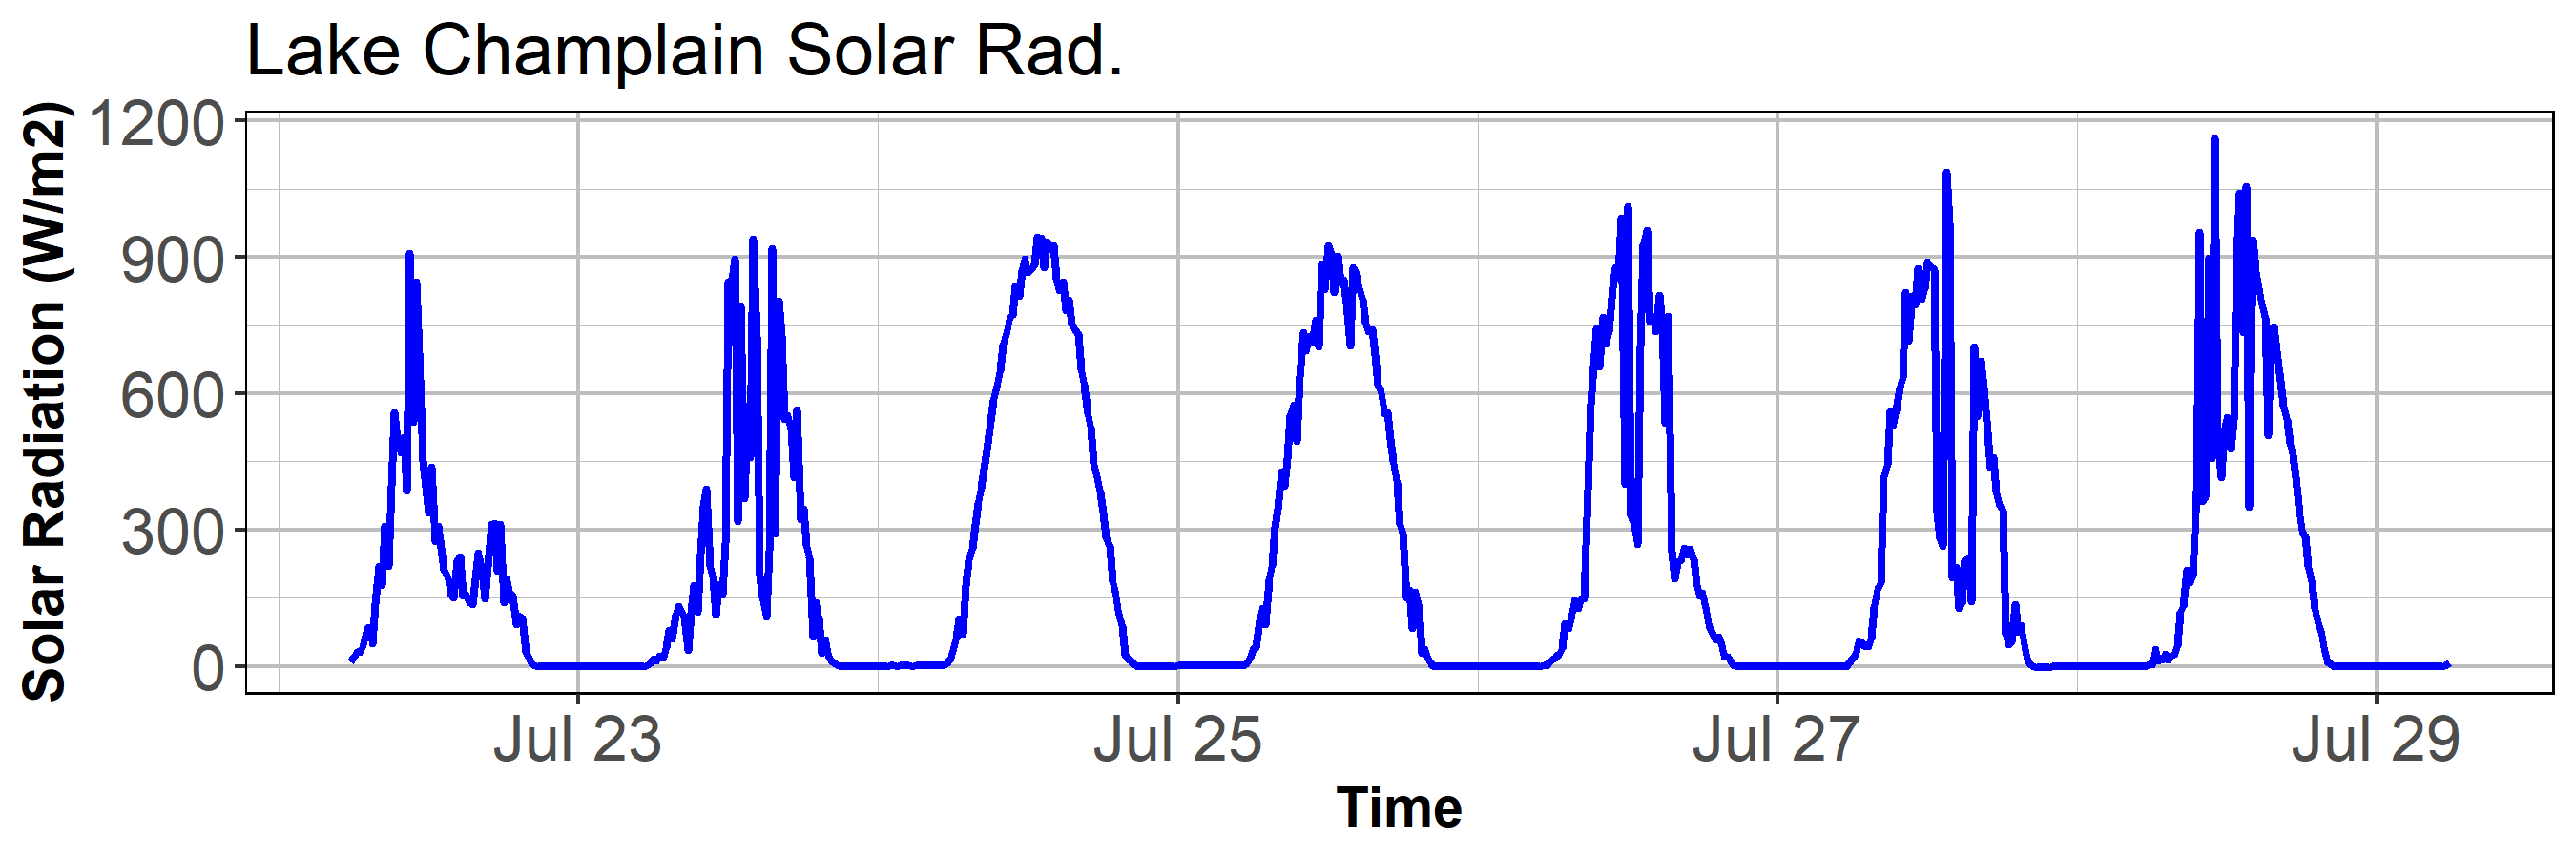 Lake Champlain Solar Rad.
Solar Radiation (W/m2)
1200
900
600
300
0
Jul 23 Jul 25 Jul 27 Jul 29
Time